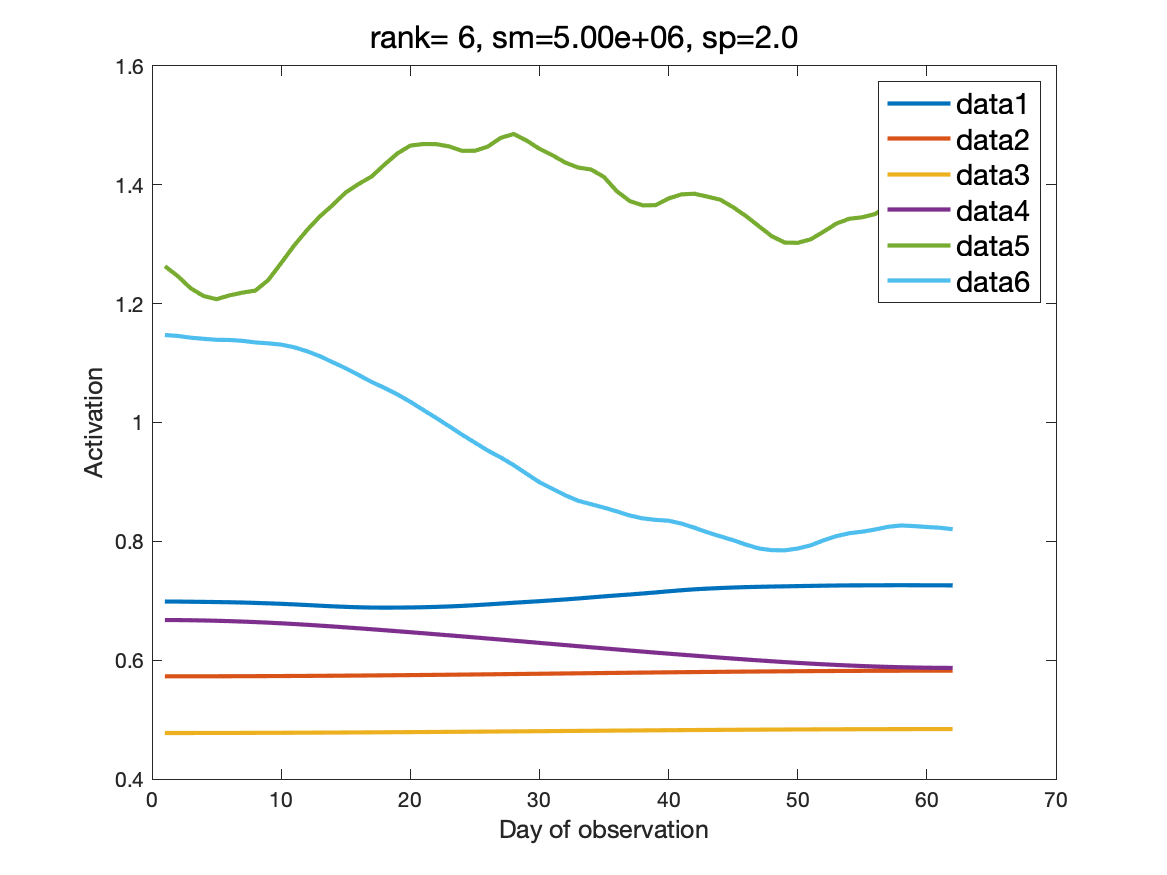 rank= 6, sm=5.00e+06, sp=2.0
1.6
1.4
1.2
1
0.8
0.6
0.4
Activation
data1
data2
data3
data4
data5
data6
0 10 20 30 40 50 60 70
Day of observation